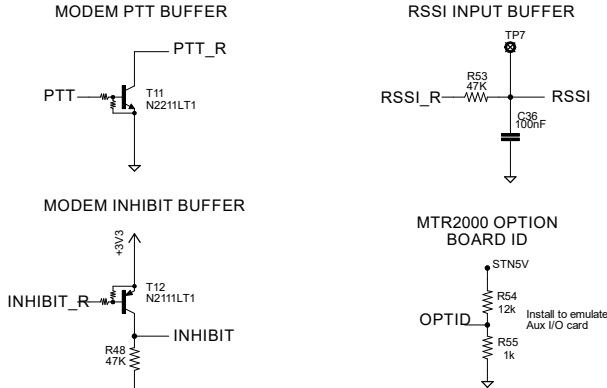 MODEM PTT BUFFER
PTT_R
PTT
T11
N2211LT1
RSSI INPUT BUFFER
TP7
R53
47K
RSSI_R
RSSI
C36
100nF
MODEM INHIBIT BUFFER
+3V3
T12
N2111LT1
INHIBIT_R
INHIBIT
R48
47K
MTR2000 OPTION
BOARD ID
STN5V
R54
12k
OPTID
Install to emulate
Aux I/O card
R55
1k